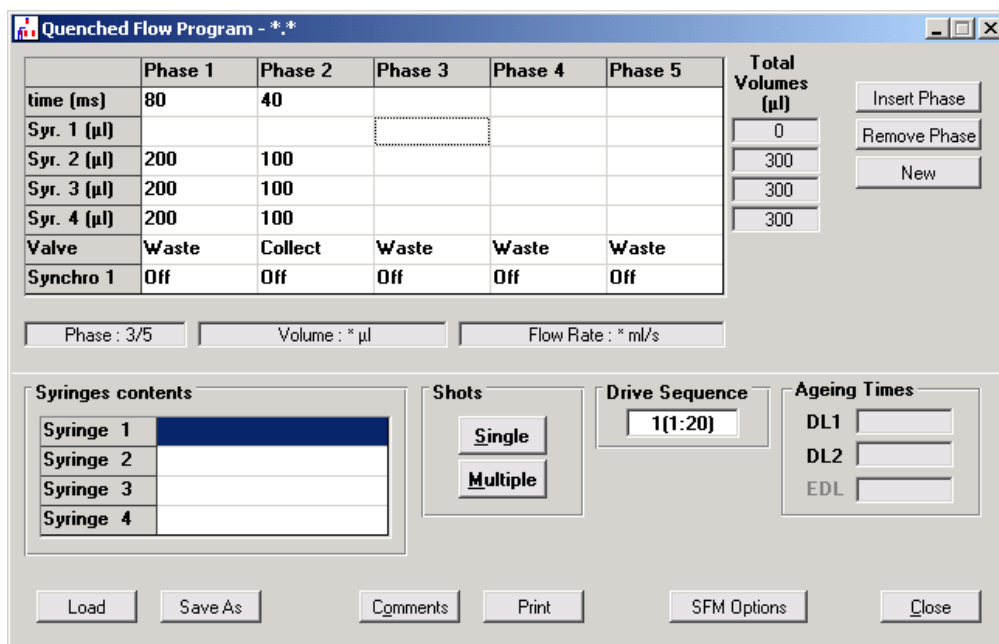 Quenched Flow Program - *.*
Phase 1 Phase 2 Phase 3 Phase 4 Phase 5
Total
Volumes
(µl)
time (ms) 80 40
Syr. 1 (µl) 0
Syr. 2 (µl) 200 100 300
Syr. 3 (µl) 200 100 300
Syr. 4 (µl) 200 100 300
Valve Waste Collect Waste Waste Waste
Synchro 1 Off Off Off Off Off
Insert Phase
Remove Phase
New
Phase : 3/5 Volume : * µl Flow Rate : * ml/s
Syringes contents
Syringe 1
Syringe 2
Syringe 3
Syringe 4
Shots
Single
Multiple
Drive Sequence
1(1:20)
Ageing Times
DL1
DL2
EDL
Load Save As Comments Print SFM Options Close